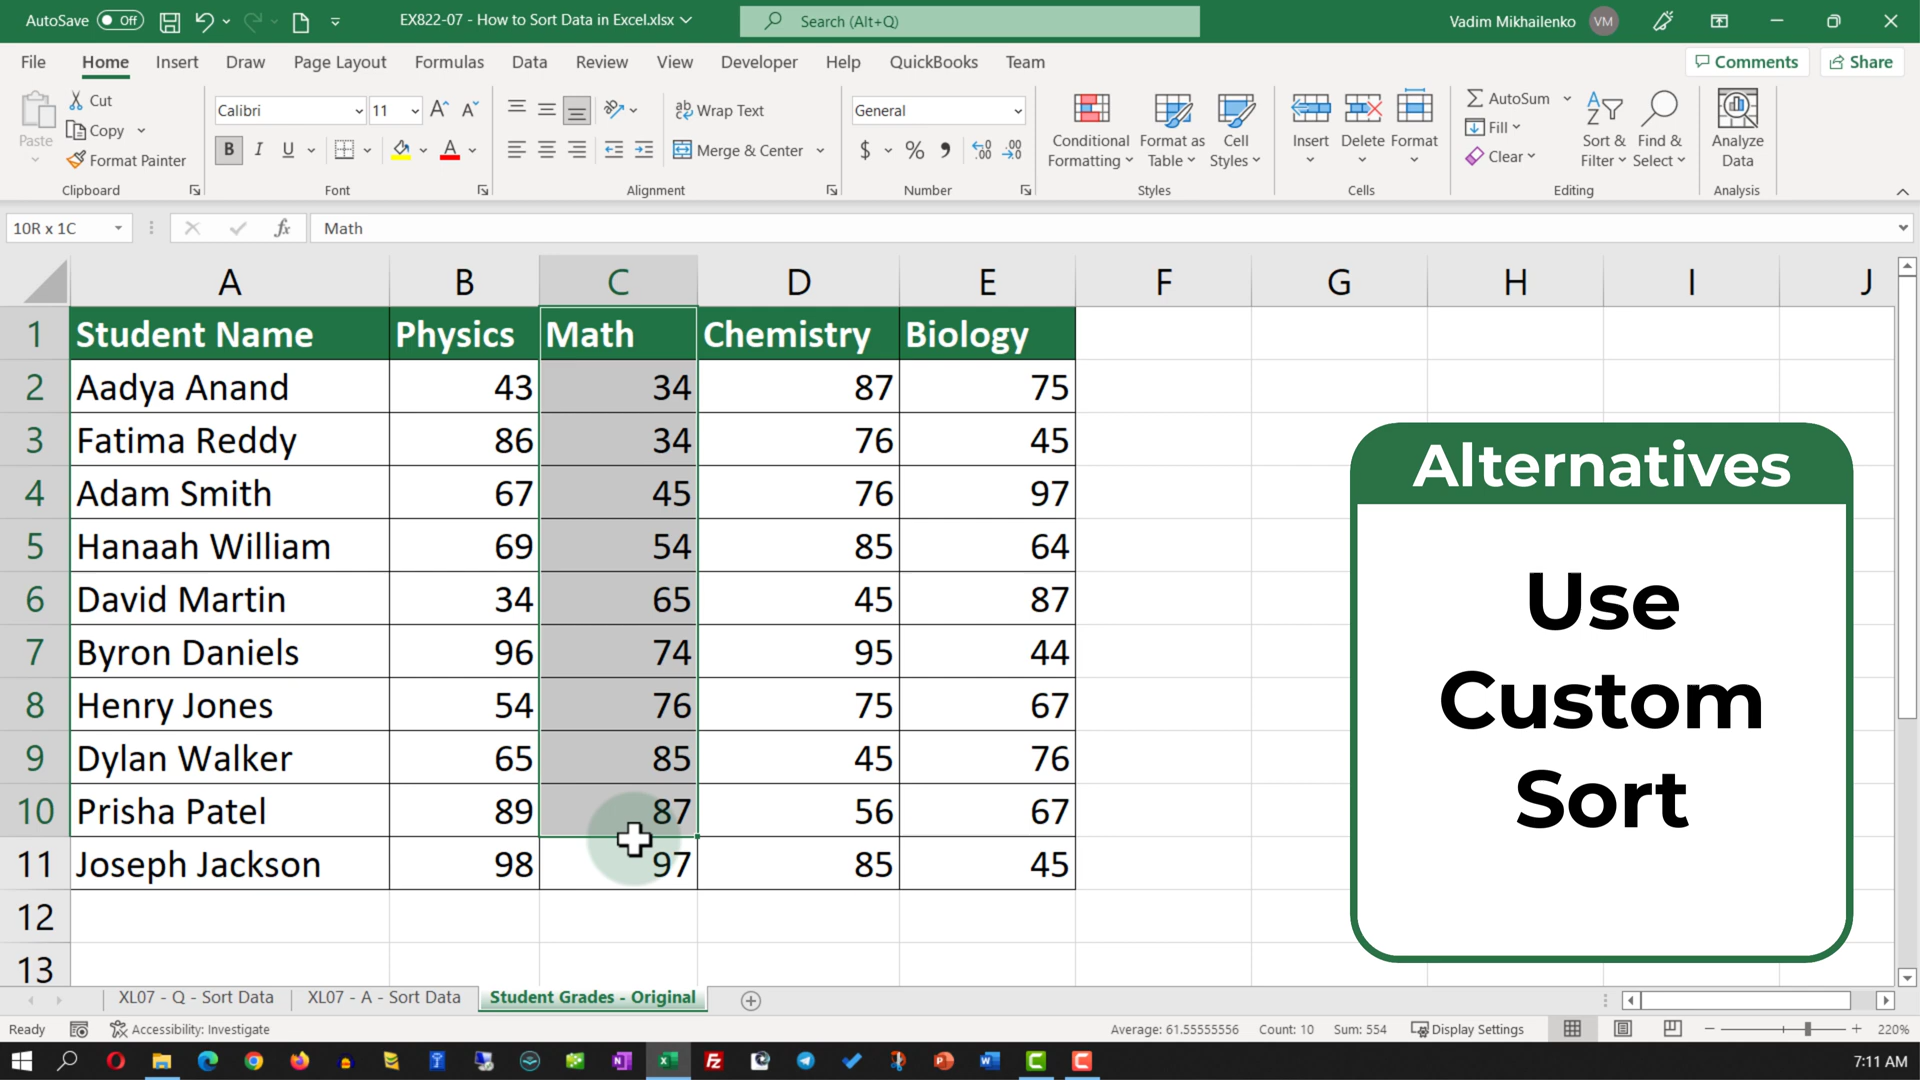 AutoSave Off EX822-07 - How to Sort Data in Excel.xlsx Search (Alt+Q) Vadim Mikhailenko VM
File Home Insert Draw Page Layout Formulas Data Review View Developer Help QuickBooks Team Comments Share
Paste
Cut
Copy
Format Painter
Clipboard
Calibri 11
B I U
Font
Wrap Text
Merge & Center
Alignment
General
$ % ,
Number
Conditional
Formatting
Format as
Table
Cell
Styles
Styles
Insert Delete Format
Cells
AutoSum
Fill
Clear
Sort &
Filter
Find &
Select
Editing
Analyze
Data
Analysis
10R x 1C fx Math
A B C D E F G H I J
1 Student Name Physics Math Chemistry Biology
2 Aadya Anand 43 34 87 75
3 Fatima Reddy 86 34 76 45
4 Adam Smith 67 45 76 97
5 Hanaah William 69 54 85 64
6 David Martin 34 65 45 87
7 Byron Daniels 96 74 95 44
8 Henry Jones 54 76 75 67
9 Dylan Walker 65 85 45 76
10 Prisha Patel 89 87 56 67
11 Joseph Jackson 98 97 85 45
12
13
Alternatives
Use
Custom
Sort
XL07 - Q - Sort Data XL07 - A - Sort Data Student Grades - Original
Ready Accessibility: Investigate Average: 61.55555556 Count: 10 Sum: 554 Display Settings 220%
7:11 AM